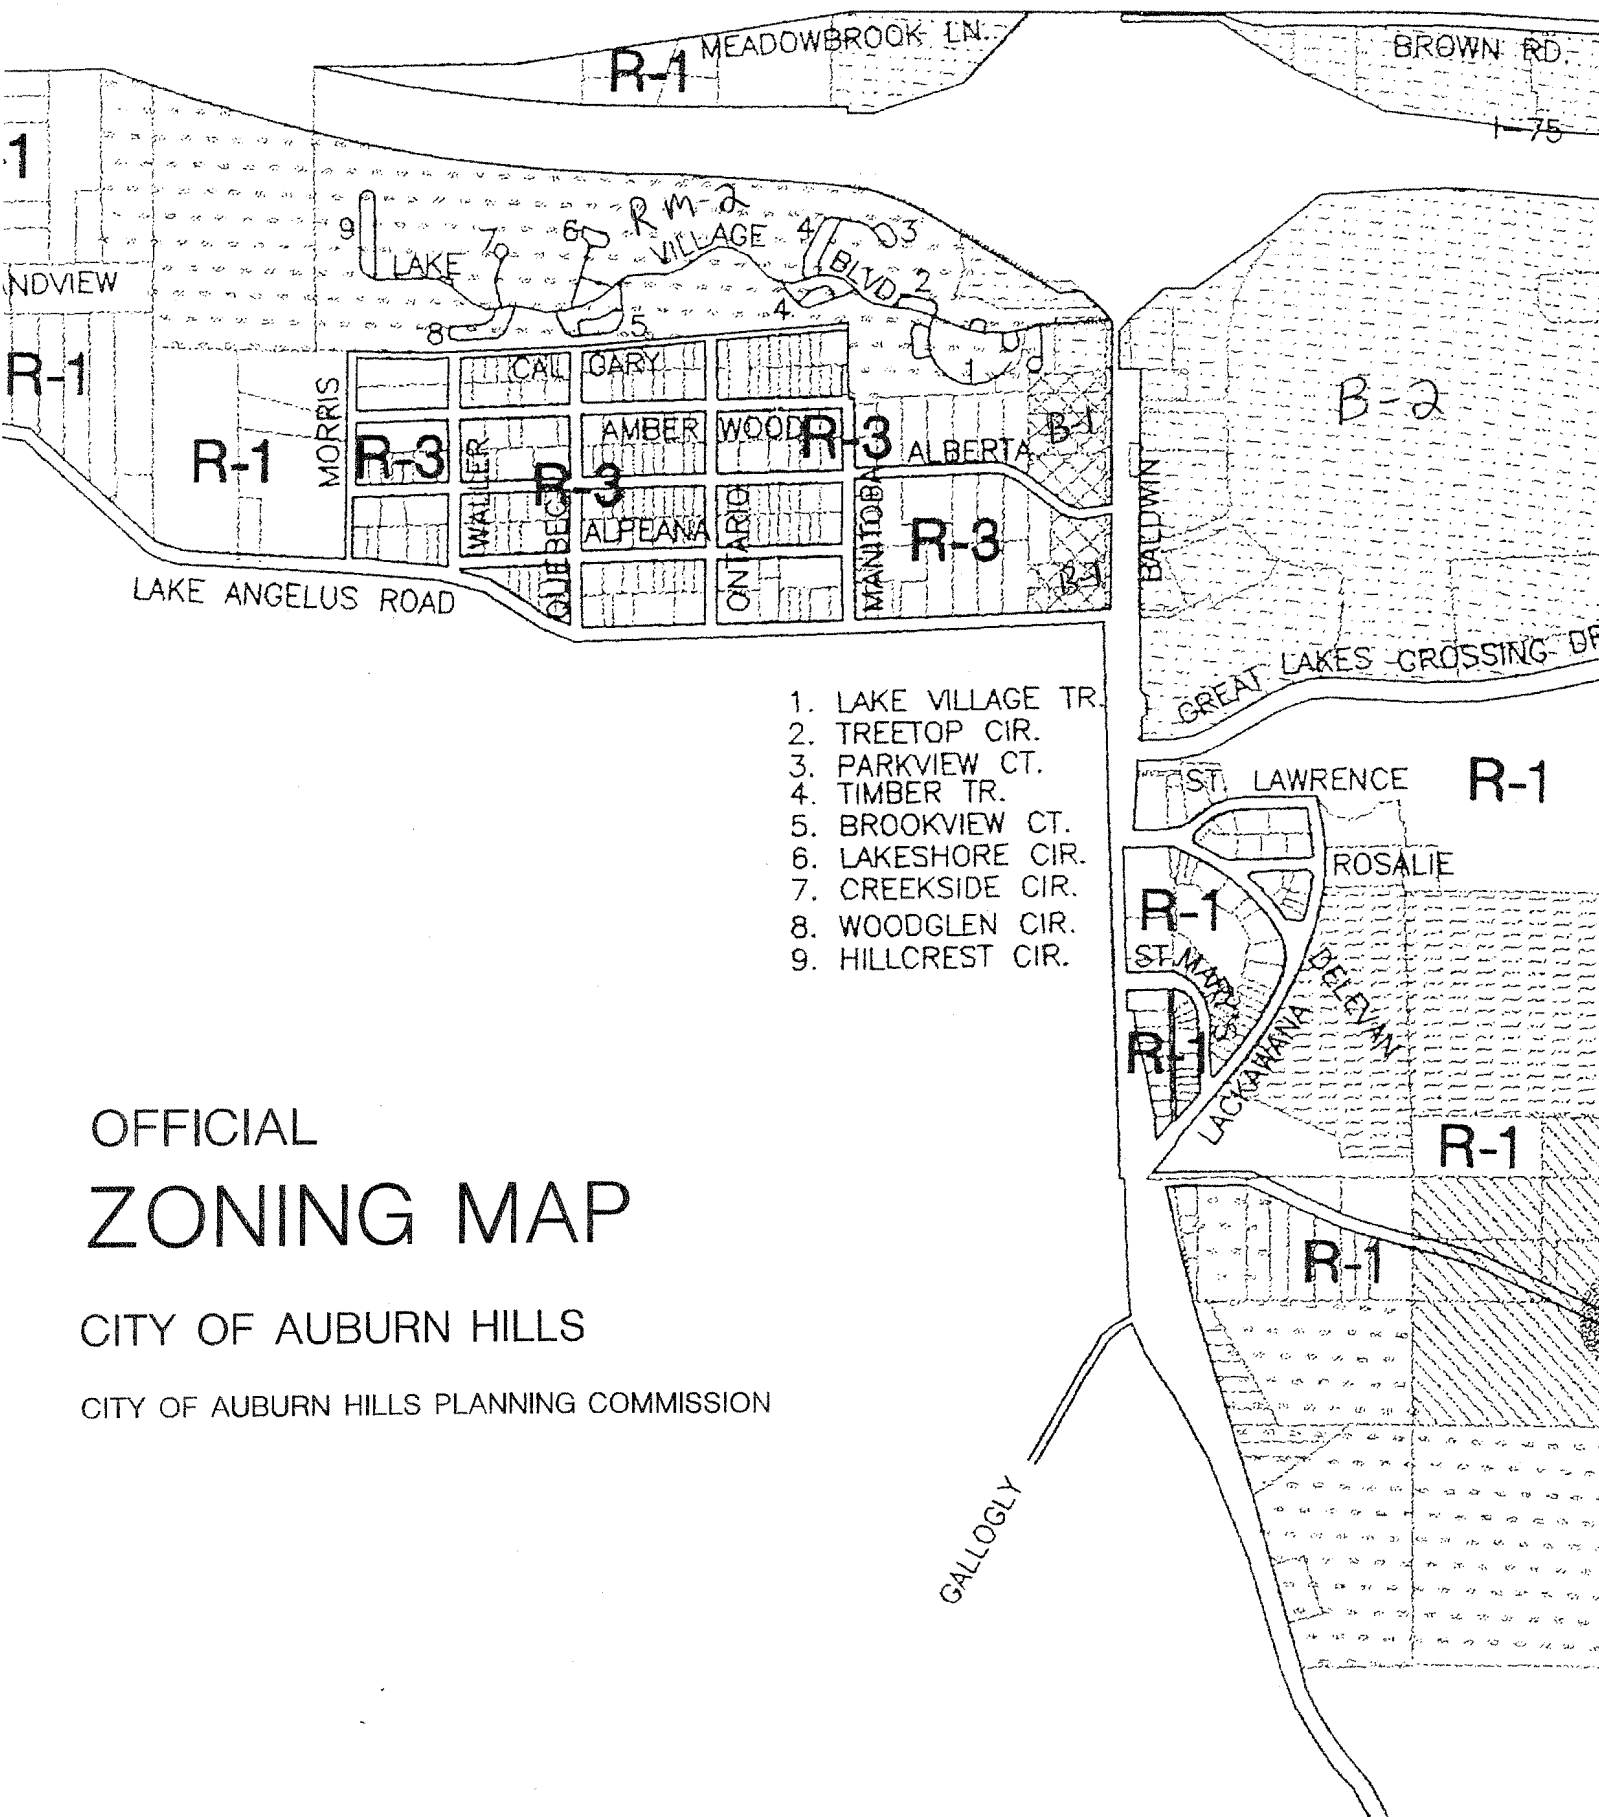 R-1 MEADOWBROOK LN.
BROWN RD.
I-75
-1
9
7
6
RM-2
VILLAGE
4
3
LAKE
BLVD.
2
NDVIEW
4
8
5
1
R-1
CAL GARY
MORRIS
R-1
R-3
WALLER
AMBER WOOD
R-3
ALBERTA
B-1
B-2
R-3
QUEBEC
ALPEANA
ONTARIO
MANITOBA
R-3
B-1
BALDWIN
LAKE ANGELUS ROAD
GREAT LAKES CROSSING DR
1. LAKE VILLAGE TR.
2. TREETOP CIR.
3. PARKVIEW CT.
4. TIMBER TR.
5. BROOKVIEW CT.
6. LAKESHORE CIR.
7. CREEKSIDE CIR.
8. WOODGLEN CIR.
9. HILLCREST CIR.
ST. LAWRENCE
R-1
ROSALIE
R-1
ST. MARYS
DELEVAN
R-1
LACKAWANA
R-1
R-1
OFFICIAL
ZONING MAP
CITY OF AUBURN HILLS
CITY OF AUBURN HILLS PLANNING COMMISSION
GALLOGLY